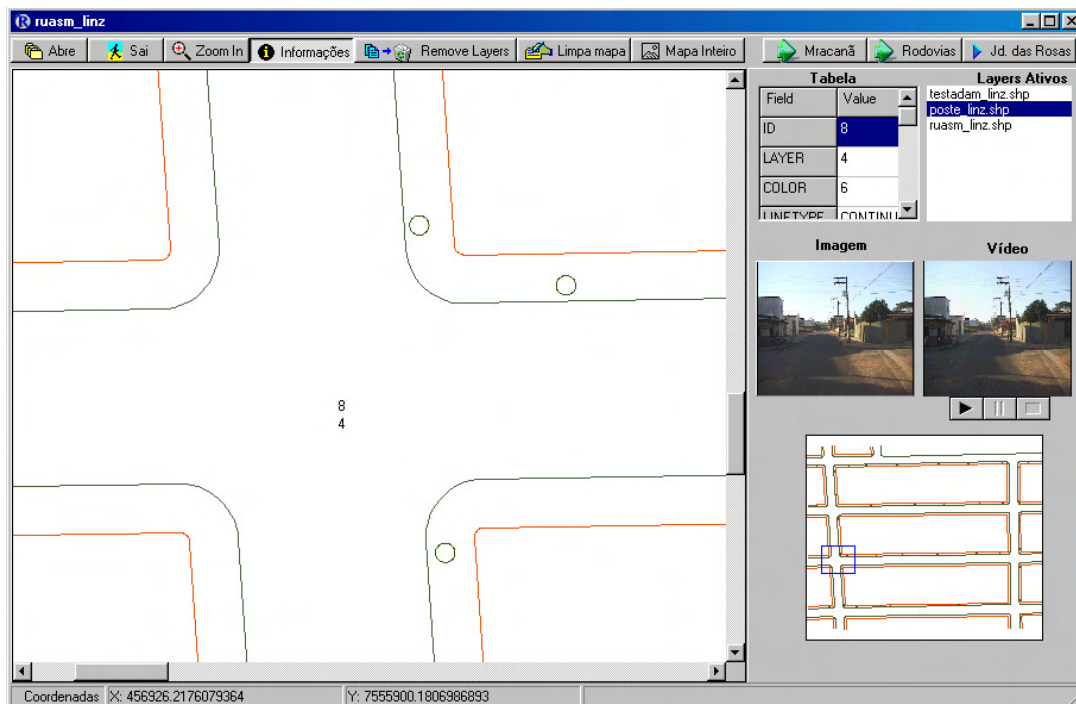 ruasm_linz
Abre
Sai
Zoom In
Informações
Remove Layers
Limpa mapa
Mapa Inteiro
Mracanã
Rodovias
Jd. das Rosas
Tabela
Layers Ativos
Field Value
ID 8
LAYER 4
COLOR 6
LINETYPE CONTINU
testadam_linz.shp
poste_linz.shp
ruasm_linz.shp
Imagem
Vídeo
8
4
Coordenadas X: 456926.2176079364 Y: 7555900.1806986893